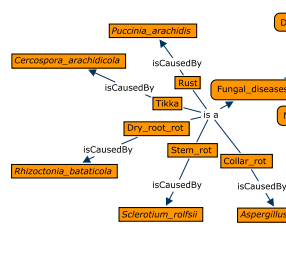 D
Puccinia_arachidis
Cercospora_arachidicola
isCausedBy
isCausedBy
Rust
Fungal_diseases
Tikka
is a
Dry_root_rot
isCausedBy
Stem_rot
Collar_rot
Rhizoctonia_bataticola
isCausedBy
isCausedBy
Sclerotium_rolfsii
Aspergillus